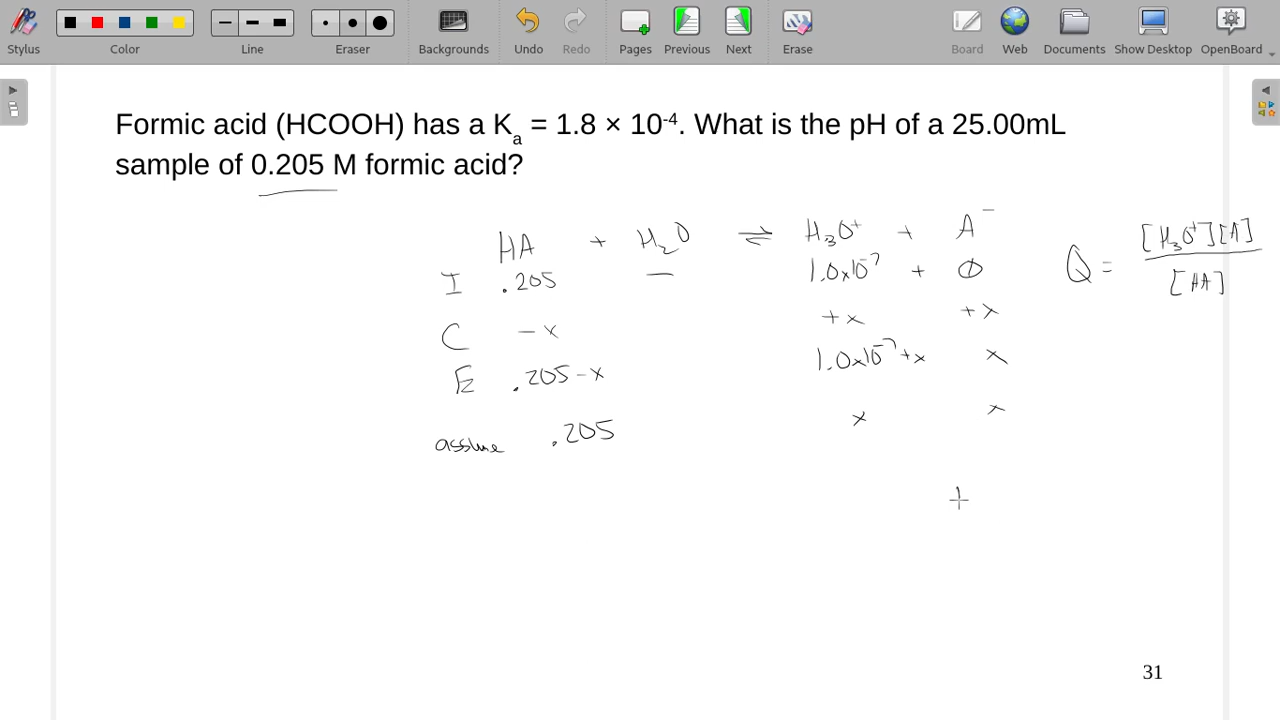 Stylus Color Line Eraser Backgrounds Undo Redo Pages Previous Next Erase Board Web Documents Show Desktop OpenBoard
Formic acid (HCOOH) has a Kₐ = 1.8 × 10⁻⁴. What is the pH of a 25.00mL
sample of 0.205 M formic acid?
HA + H₂O ⇌ H₃O⁺ + A⁻
I .205 — 1.0x10⁻⁷ + Ø
C -x +x +x
E .205-x 1.0x10⁻⁷+x x
assume .205 x x
Q = [H₃O⁺][A⁻] / [HA]
+
31